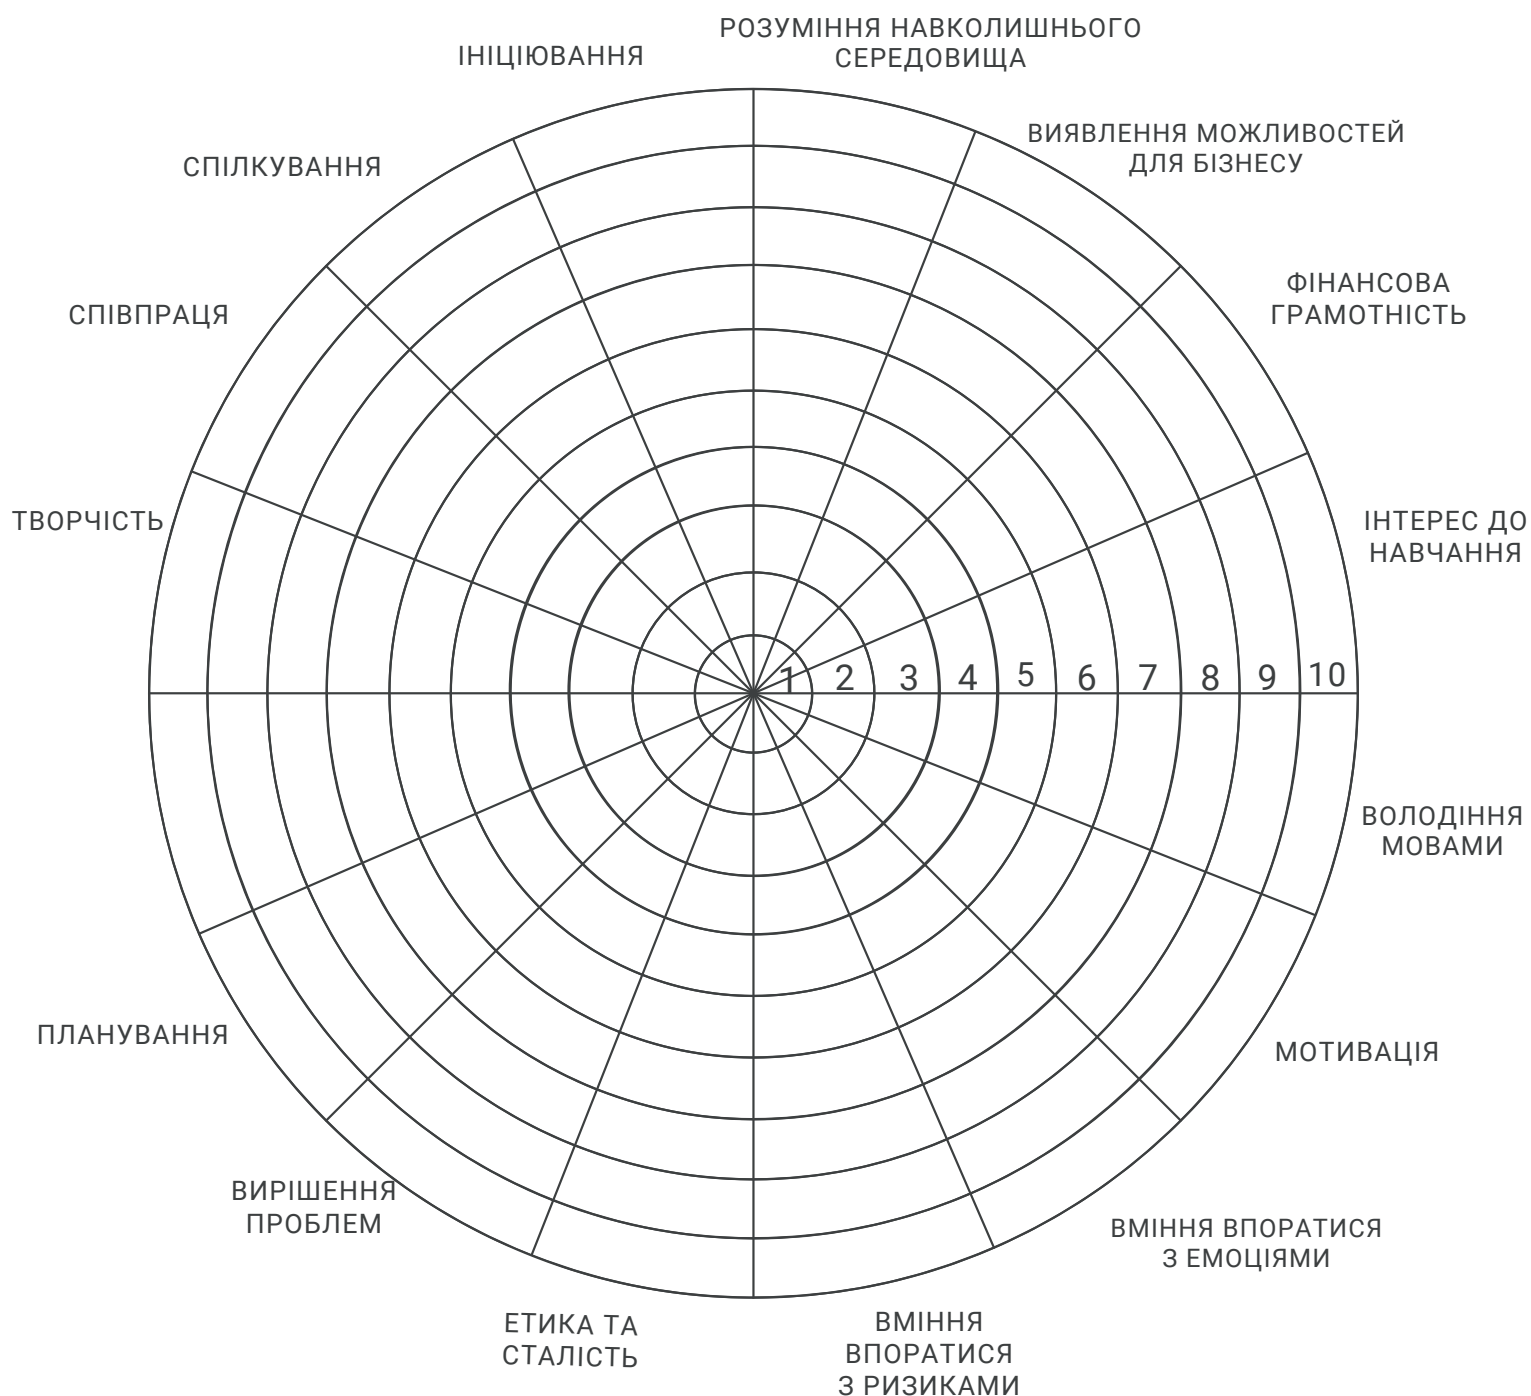 РОЗУМІННЯ НАВКОЛИШНЬОГО
СЕРЕДОВИЩА
ВИЯВЛЕННЯ МОЖЛИВОСТЕЙ
ДЛЯ БІЗНЕСУ
ФІНАНСОВА
ГРАМОТНІСТЬ
ІНТЕРЕС ДО
НАВЧАННЯ
ВОЛОДІННЯ
МОВАМИ
МОТИВАЦІЯ
ВМІННЯ ВПОРАТИСЯ
З ЕМОЦІЯМИ
ВМІННЯ
ВПОРАТИСЯ
З РИЗИКАМИ
ЕТИКА ТА
СТАЛІСТЬ
ВИРІШЕННЯ
ПРОБЛЕМ
ПЛАНУВАННЯ
ТВОРЧІСТЬ
СПІВПРАЦЯ
СПІЛКУВАННЯ
ІНІЦІЮВАННЯ
1 2 3 4 5 6 7 8 9 10